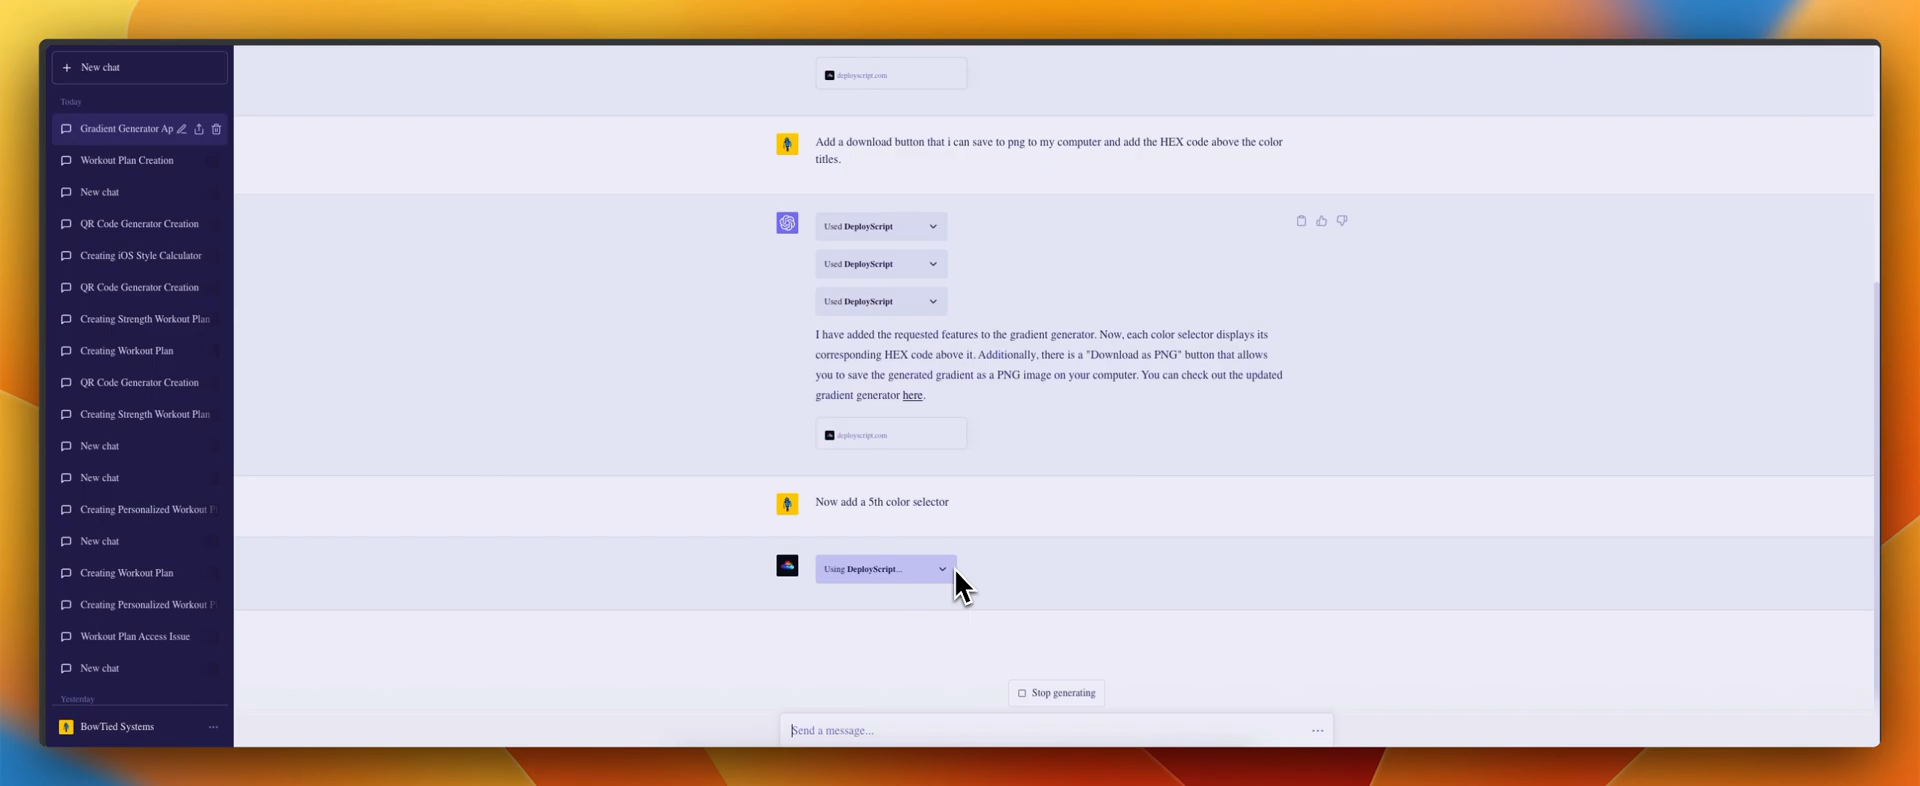 New chat
Today
Gradient Generator Ap
Workout Plan Creation
New chat
QR Code Generator Creation
Creating iOS Style Calculator
QR Code Generator Creation
Creating Strength Workout Plan
Creating Workout Plan
QR Code Generator Creation
Creating Strength Workout Plan
New chat
New chat
Creating Personalized Workout P
New chat
Creating Workout Plan
Creating Personalized Workout P
Workout Plan Access Issue
New chat
Yesterday
BowTied Systems
deployscript.com
Add a download button that i can save to png to my computer and add the HEX code above the color
titles.
Used DeployScript
Used DeployScript
Used DeployScript
I have added the requested features to the gradient generator. Now, each color selector displays its
corresponding HEX code above it. Additionally, there is a "Download as PNG" button that allows
you to save the generated gradient as a PNG image on your computer. You can check out the updated
gradient generator here.
deployscript.com
Now add a 5th color selector
Using DeployScript...
Stop generating
Send a message...